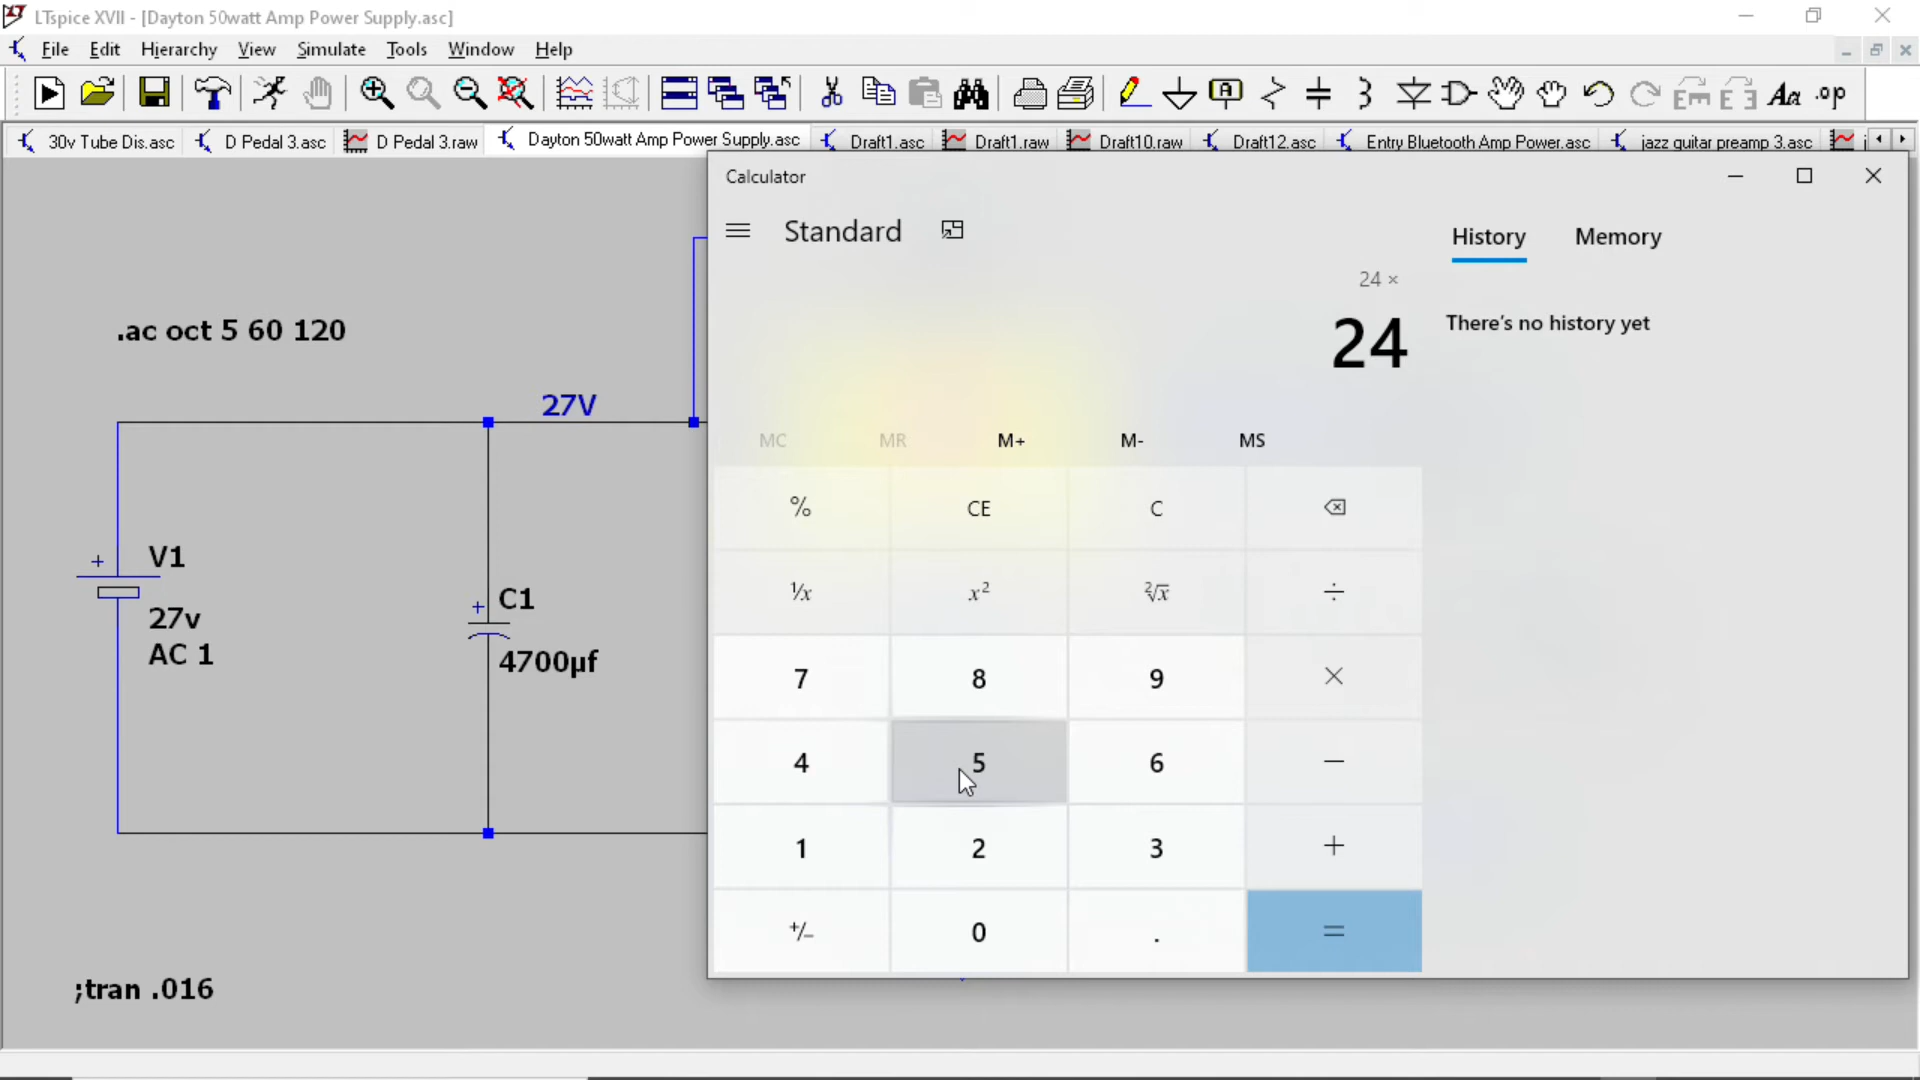 LTspice XVII - [Dayton 50watt Amp Power Supply.asc]
File Edit Hierarchy View Simulate Tools Window Help
30v Tube Dis.asc D Pedal 3.asc D Pedal 3.raw Dayton 50watt Amp Power Supply.asc Draft1.asc Draft1.raw Draft10.raw Draft12.asc Entry Bluetooth Amp Power.asc jazz guitar preamp 3.asc
Calculator
Standard
History Memory
24 ×
24
There's no history yet
MC MR M+ M- MS
% CE C
¹/x x² ²√x ÷
7 8 9 ×
4 5 6 −
1 2 3 +
+/− 0 . =
.ac oct 5 60 120
27V
+ V1
27v
AC 1
+ C1
4700µf
;tran .016